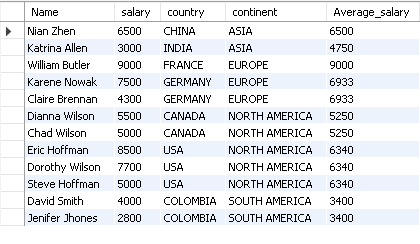 Name salary country continent Average_salary
Nian Zhen 6500 CHINA ASIA 6500
Katrina Allen 3000 INDIA ASIA 4750
William Butler 9000 FRANCE EUROPE 9000
Karene Nowak 7500 GERMANY EUROPE 6933
Claire Brennan 4300 GERMANY EUROPE 6933
Dianna Wilson 5500 CANADA NORTH AMERICA 5250
Chad Wilson 5000 CANADA NORTH AMERICA 5250
Eric Hoffman 8500 USA NORTH AMERICA 6340
Dorothy Wilson 7700 USA NORTH AMERICA 6340
Steve Hoffman 5000 USA NORTH AMERICA 6340
David Smith 4000 COLOMBIA SOUTH AMERICA 3400
Jenifer Jhones 2800 COLOMBIA SOUTH AMERICA 3400